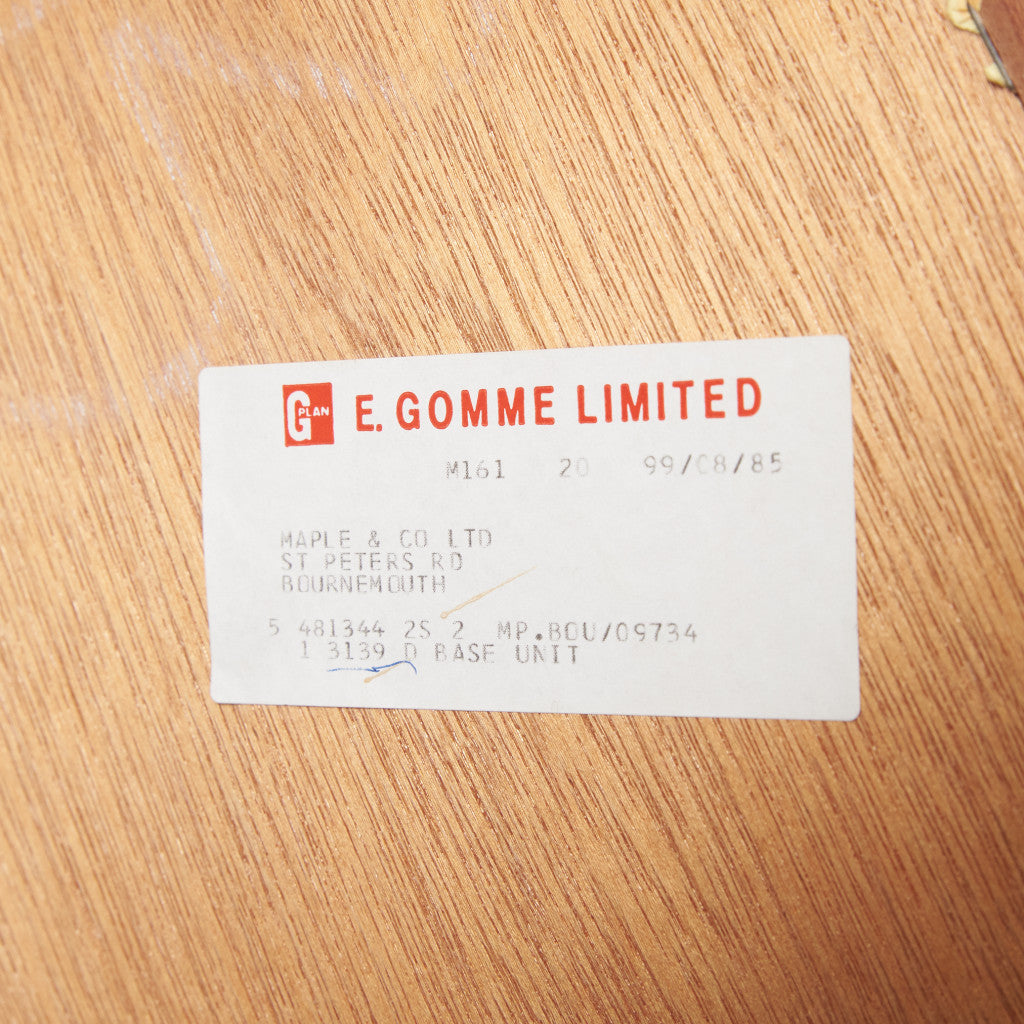 G PLAN E. GOMME LIMITED
M161 20 99/C8/85
MAPLE & CO LTD
ST PETERS RD
BOURNEMOUTH
5 481344 2S 2 MP.BOU/09734
1 3139 D BASE UNIT